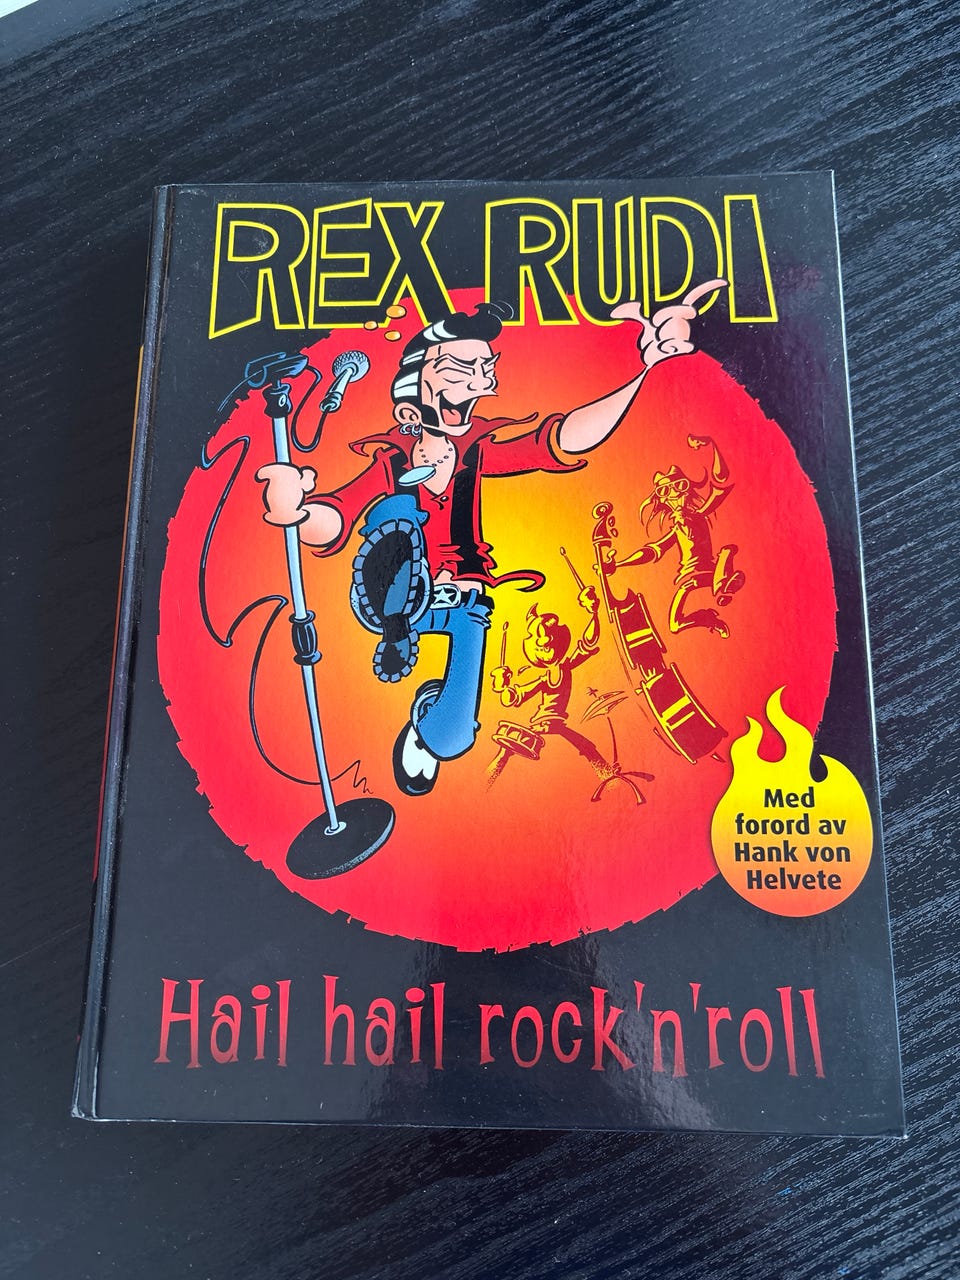 REX RUDI
Med
forord av
Hank von
Helvete
Hail hail rock'n'roll